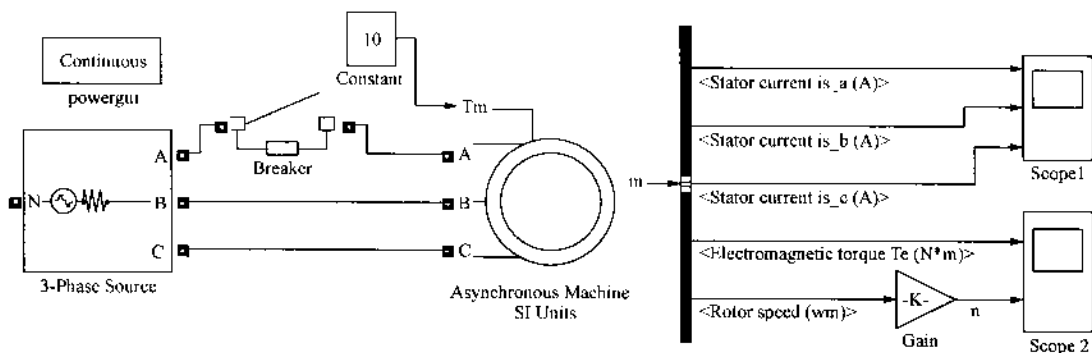 Continuous
powergui
10
Constant
Tm
A
A
Breaker
N
B
B
C
C
3-Phase Source
Asynchronous Machine
SI Units
m
<Stator current is_a (A)>
<Stator current is_b (A)>
<Stator current is_c (A)>
Scope1
<Electromagnetic torque Te (N*m)>
<Rotor speed (wm)>
-K-
Gain
n
Scope 2